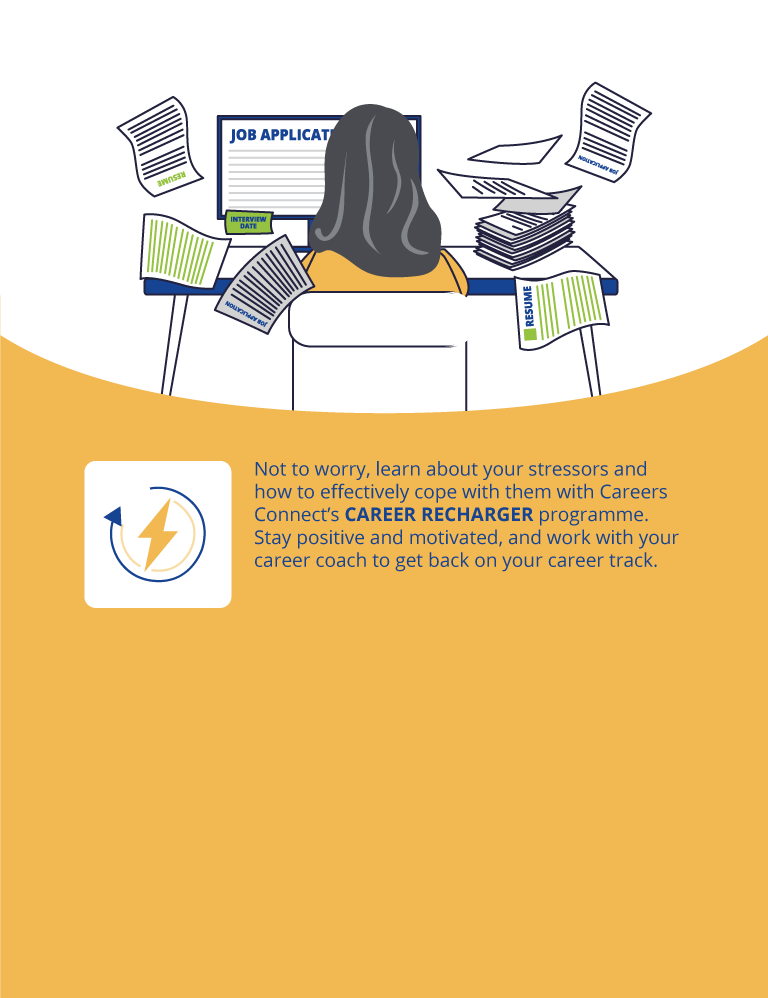 JOB APPLICAT
RESUME
JOB APPLICATION
INTERVIEW
DATE
JOB APPLICATION
RESUME
Not to worry, learn about your stressors and
how to effectively cope with them with Careers
Connect’s CAREER RECHARGER programme.
Stay positive and motivated, and work with your
career coach to get back on your career track.